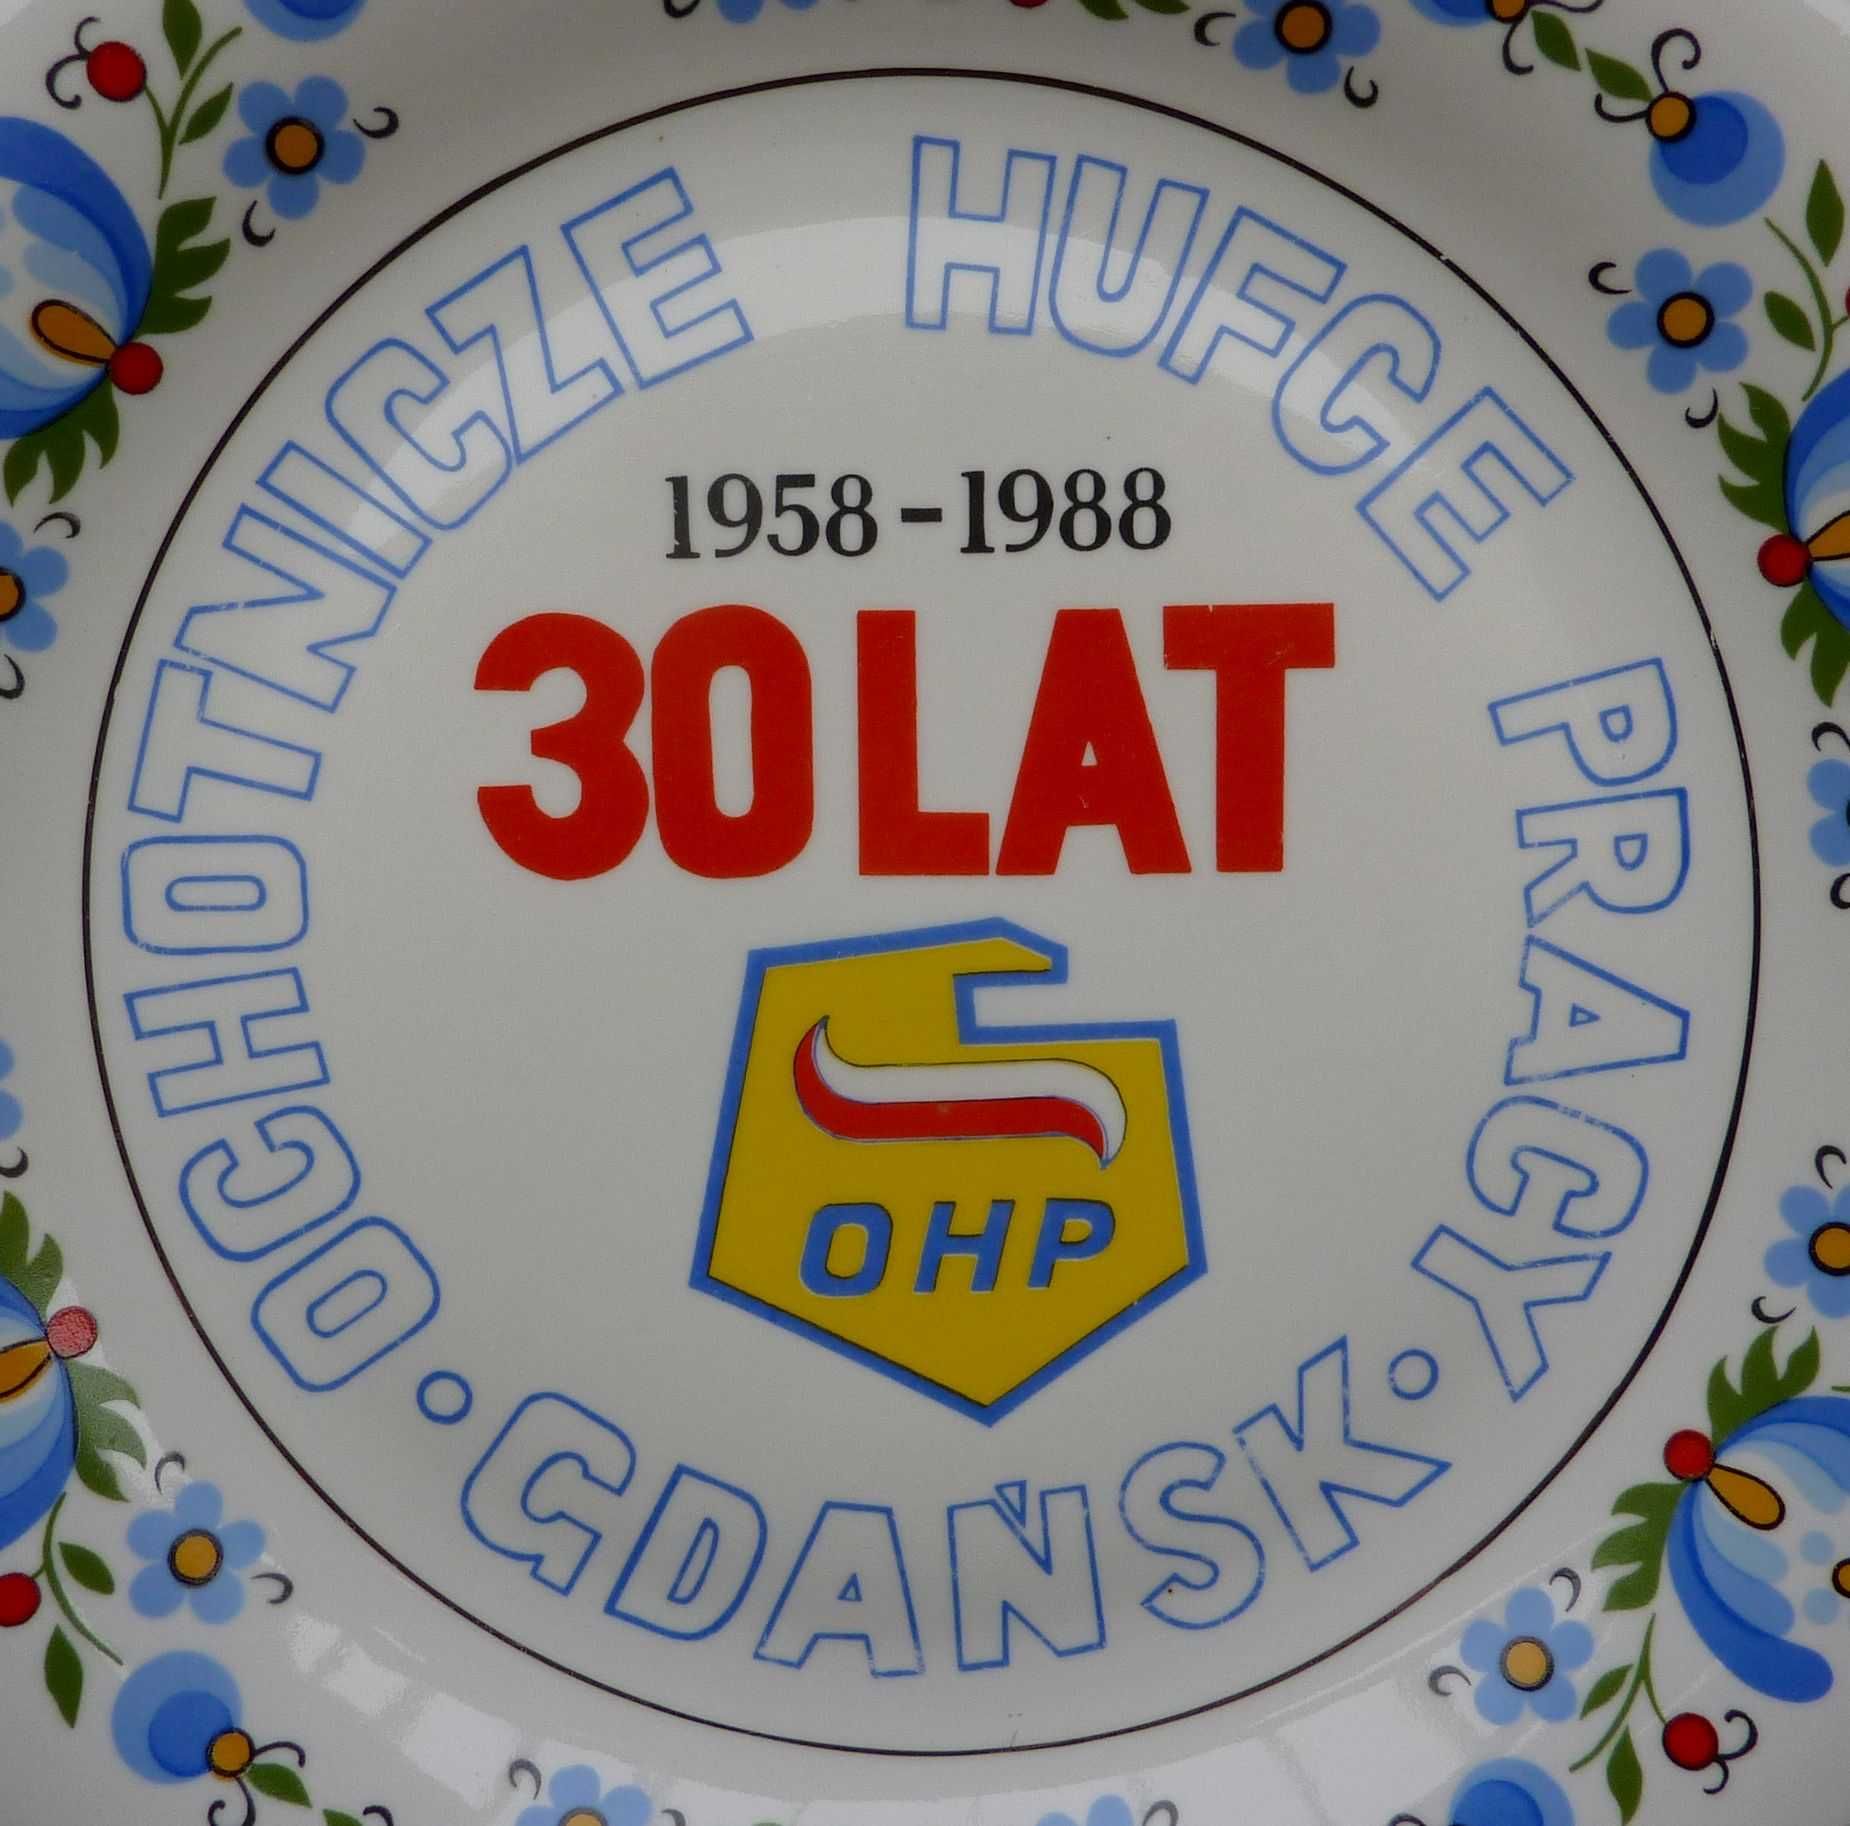 OCHOTNICZE HUFCE PRACY
1958-1988
30 LAT
OHP
• GDAŃSK •